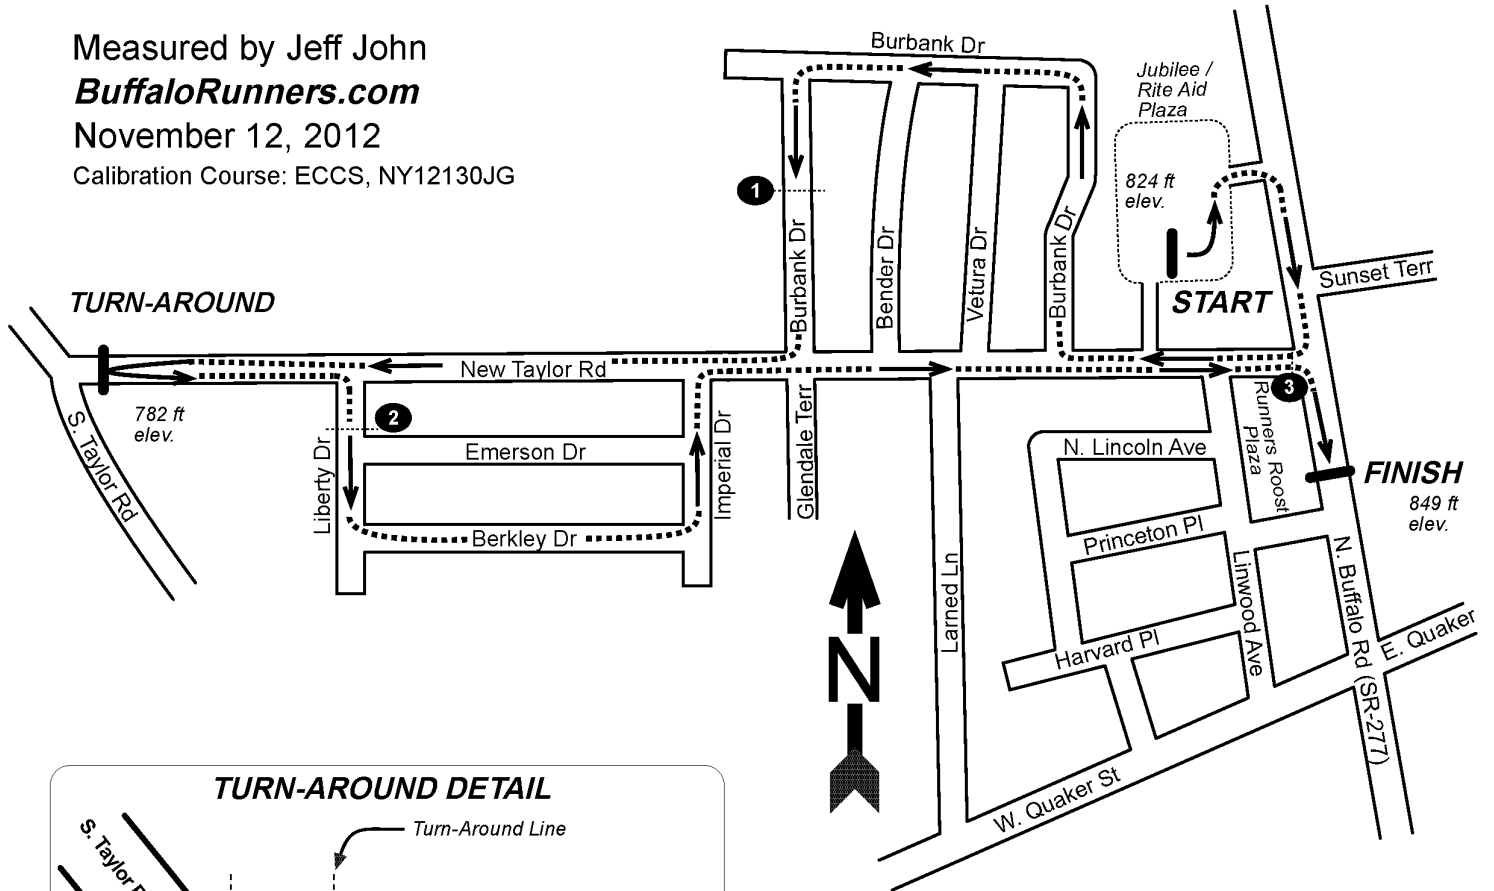 Measured by Jeff John
BuffaloRunners.com
November 12, 2012
Calibration Course: ECCS, NY12130JG
Burbank Dr
Jubilee /
Rite Aid
Plaza
824 ft
elev.
1
Burbank Dr
Bender Dr
Vetura Dr
Burbank Dr
START
Sunset Terr
TURN-AROUND
New Taylor Rd
782 ft
elev.
S. Taylor Rd
2
Liberty Dr
Emerson Dr
Imperial Dr
Glendale Terr
Berkley Dr
3
Runners Roost
Plaza
N. Lincoln Ave
FINISH
849 ft
elev.
Princeton Pl
Larned Ln
Linwood Ave
N. Buffalo Rd (SR-277)
Harvard Pl
E. Quaker
N
W. Quaker St
TURN-AROUND DETAIL
Turn-Around Line
S. Taylor